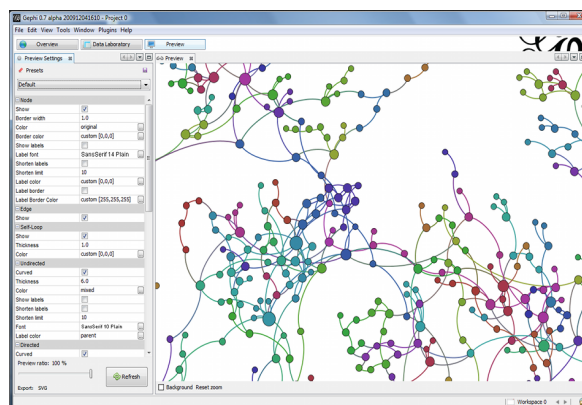 Gephi 0.7 alpha 200912041610 - Project 0
File Edit View Tools Window Plugins Help
Overview Data Laboratory Preview
Preview Settings
Preview
Presets
Default
Node
Show
Border width 1.0
Color original
Border color custom [0,0,0]
Show labels
Label font SansSerif 14 Plain
Shorten labels
Shorten limit 10
Label color custom [0,0,0]
Label border
Label Border Color custom [255,255,255]
Edge
Show
Self-Loop
Show
Thickness 1.0
Color custom [0,0,0]
Undirected
Curved
Thickness 6.0
Color mixed
Show labels
Shorten labels
Shorten limit 10
Font SansSerif 10 Plain
Label color parent
Directed
Curved
Preview ratio: 100 %
Refresh
Export: SVG
Background Reset zoom
Workspace 0